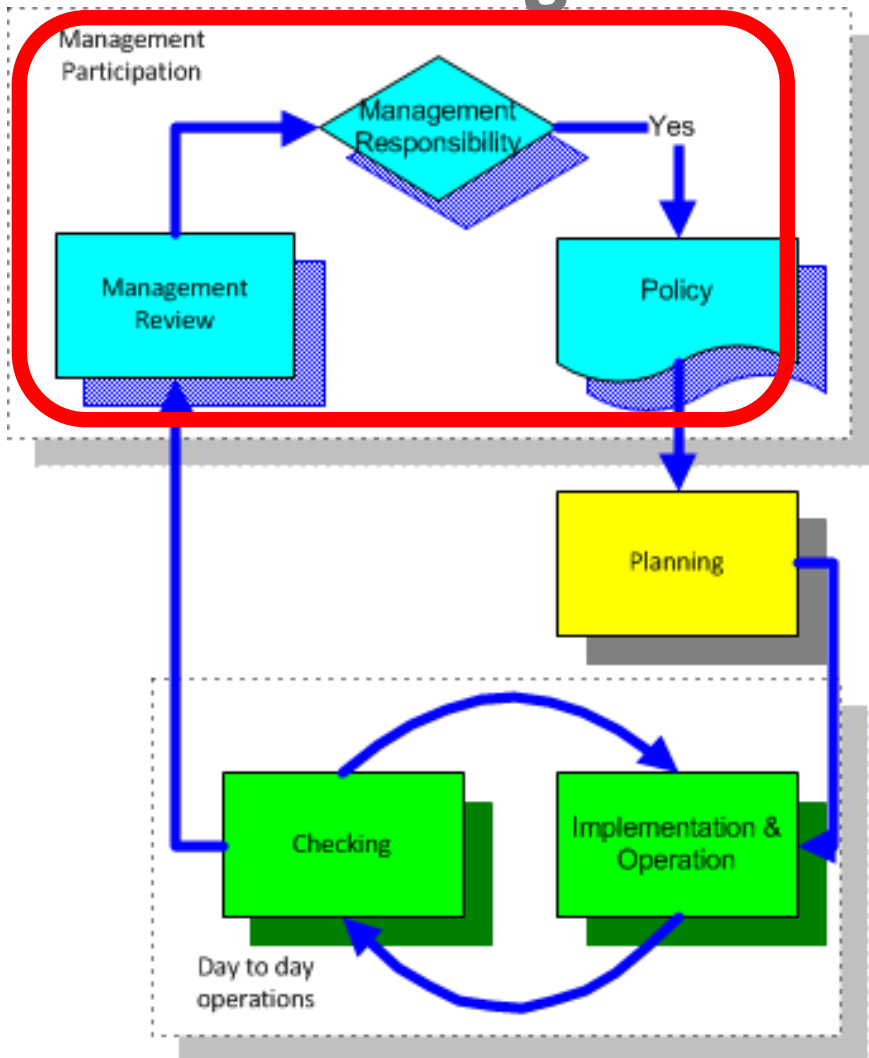 Management
Participation
Management
Responsibility
Yes
Management
Review
Policy
Planning
Checking
Implementation &
Operation
Day to day
operations